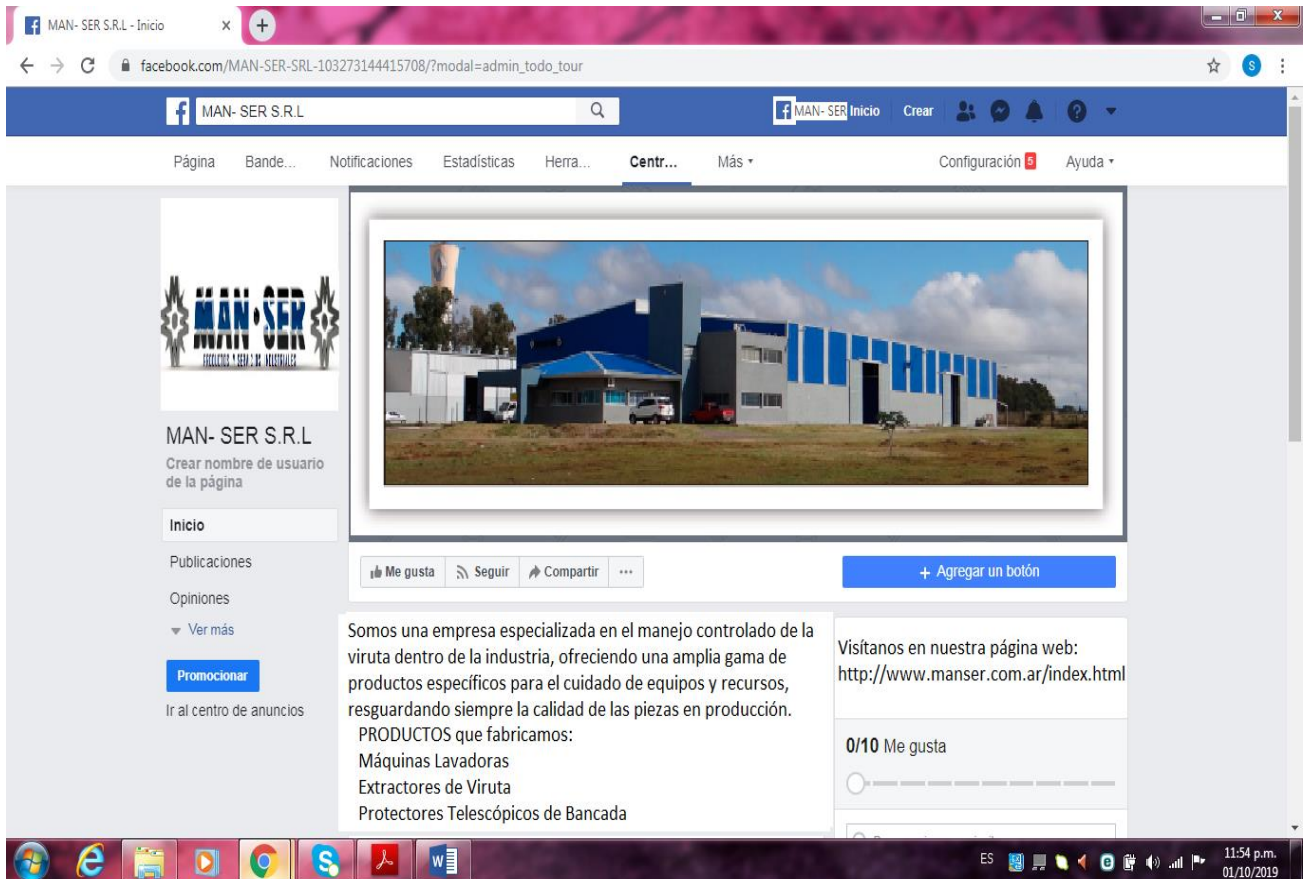 MAN- SER S.R.L - Inicio
facebook.com/MAN-SER-SRL-103273144415708/?modal=admin_todo_tour
S
MAN- SER S.R.L
MAN- SER Inicio Crear
Página Bande... Notificaciones Estadísticas Herra... Centr... Más Configuración 5 Ayuda
MAN·SER
MAN- SER S.R.L
Crear nombre de usuario
de la página
Inicio
Publicaciones
Opiniones
Ver más
Promocionar
Ir al centro de anuncios
Me gusta Seguir Compartir ...
+ Agregar un botón
Somos una empresa especializada en el manejo controlado de la
viruta dentro de la industria, ofreciendo una amplia gama de
productos específicos para el cuidado de equipos y recursos,
resguardando siempre la calidad de las piezas en producción.
PRODUCTOS que fabricamos:
Máquinas Lavadoras
Extractores de Viruta
Protectores Telescópicos de Bancada
Visítanos en nuestra página web:
http://www.manser.com.ar/index.html
0/10 Me gusta
ES
11:54 p.m.
01/10/2019